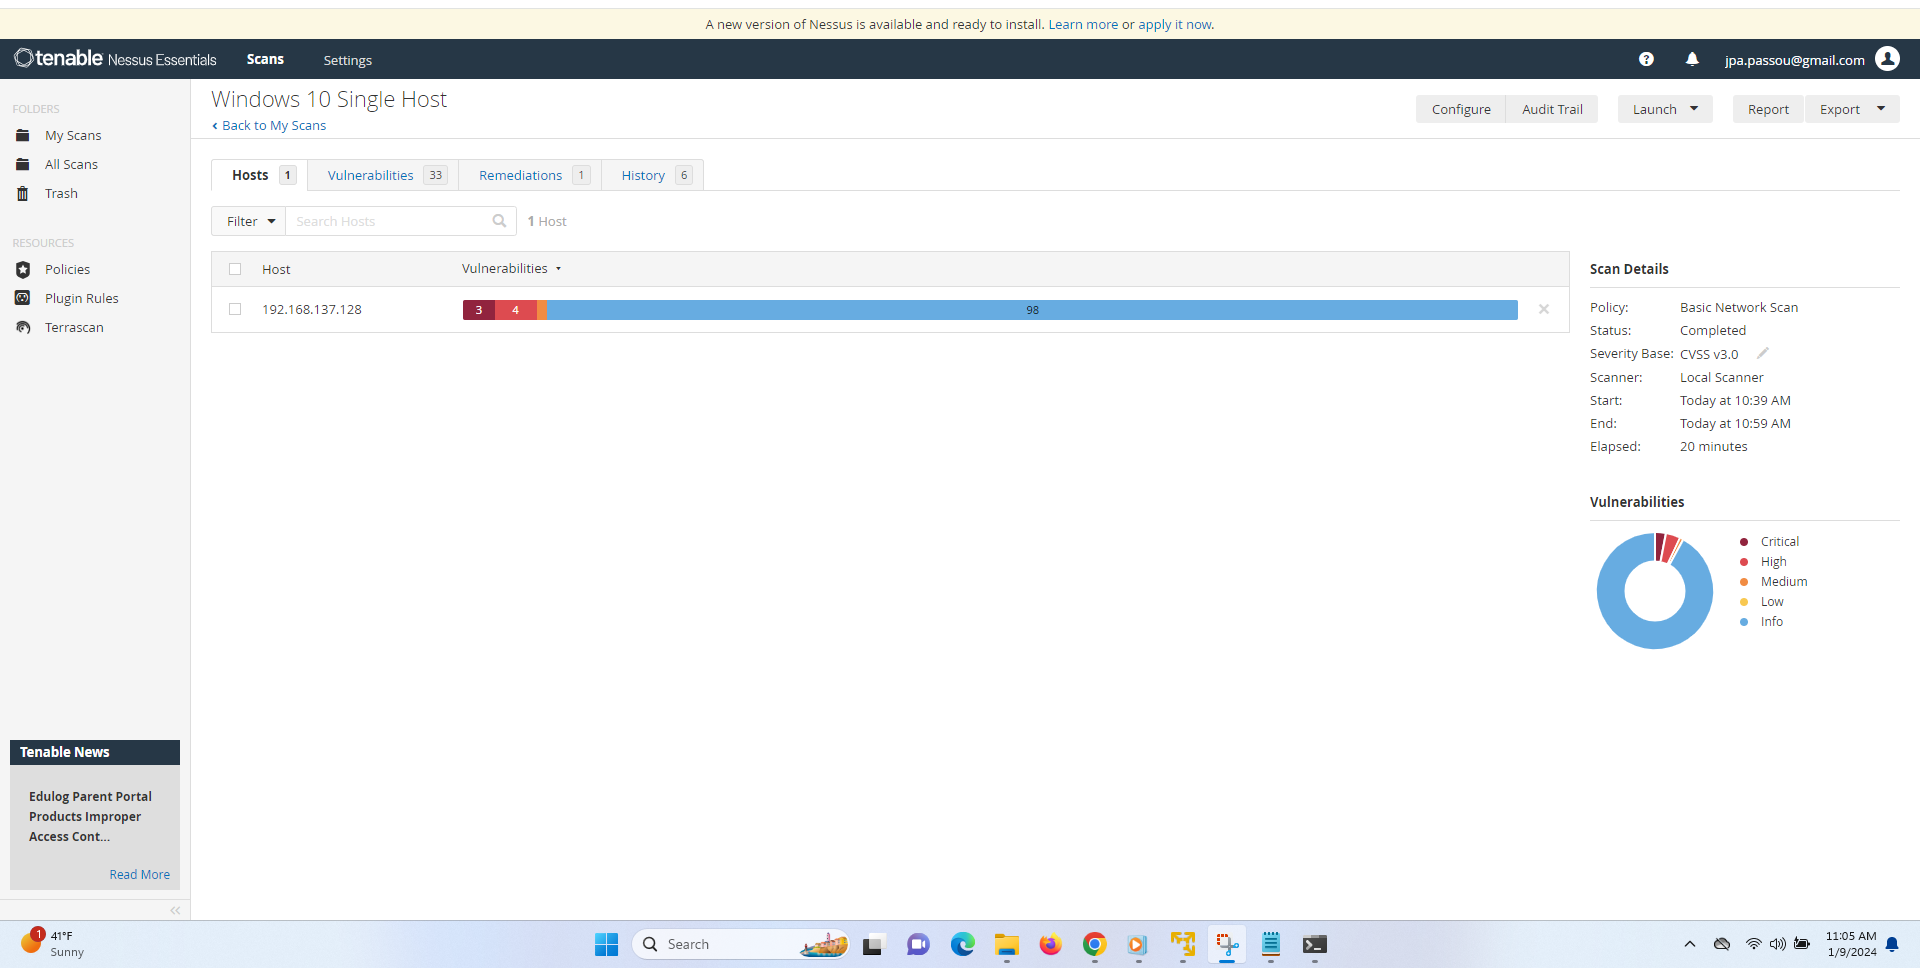 A new version of Nessus is available and ready to install. Learn more or apply it now.
tenable Nessus Essentials Scans Settings jpa.passou@gmail.com
FOLDERS
My Scans
All Scans
Trash
RESOURCES
Policies
Plugin Rules
Terrascan
Tenable News
Edulog Parent Portal
Products Improper
Access Cont...
Read More
Windows 10 Single Host
Back to My Scans
Configure Audit Trail Launch Report Export
Hosts 1 Vulnerabilities 33 Remediations 1 History 6
Filter Search Hosts 1 Host
Host Vulnerabilities
192.168.137.128 3 4 98
Scan Details
Policy: Basic Network Scan
Status: Completed
Severity Base: CVSS v3.0
Scanner: Local Scanner
Start: Today at 10:39 AM
End: Today at 10:59 AM
Elapsed: 20 minutes
Vulnerabilities
Critical
High
Medium
Low
Info
1
41°F
Sunny
Search
11:05 AM
1/9/2024